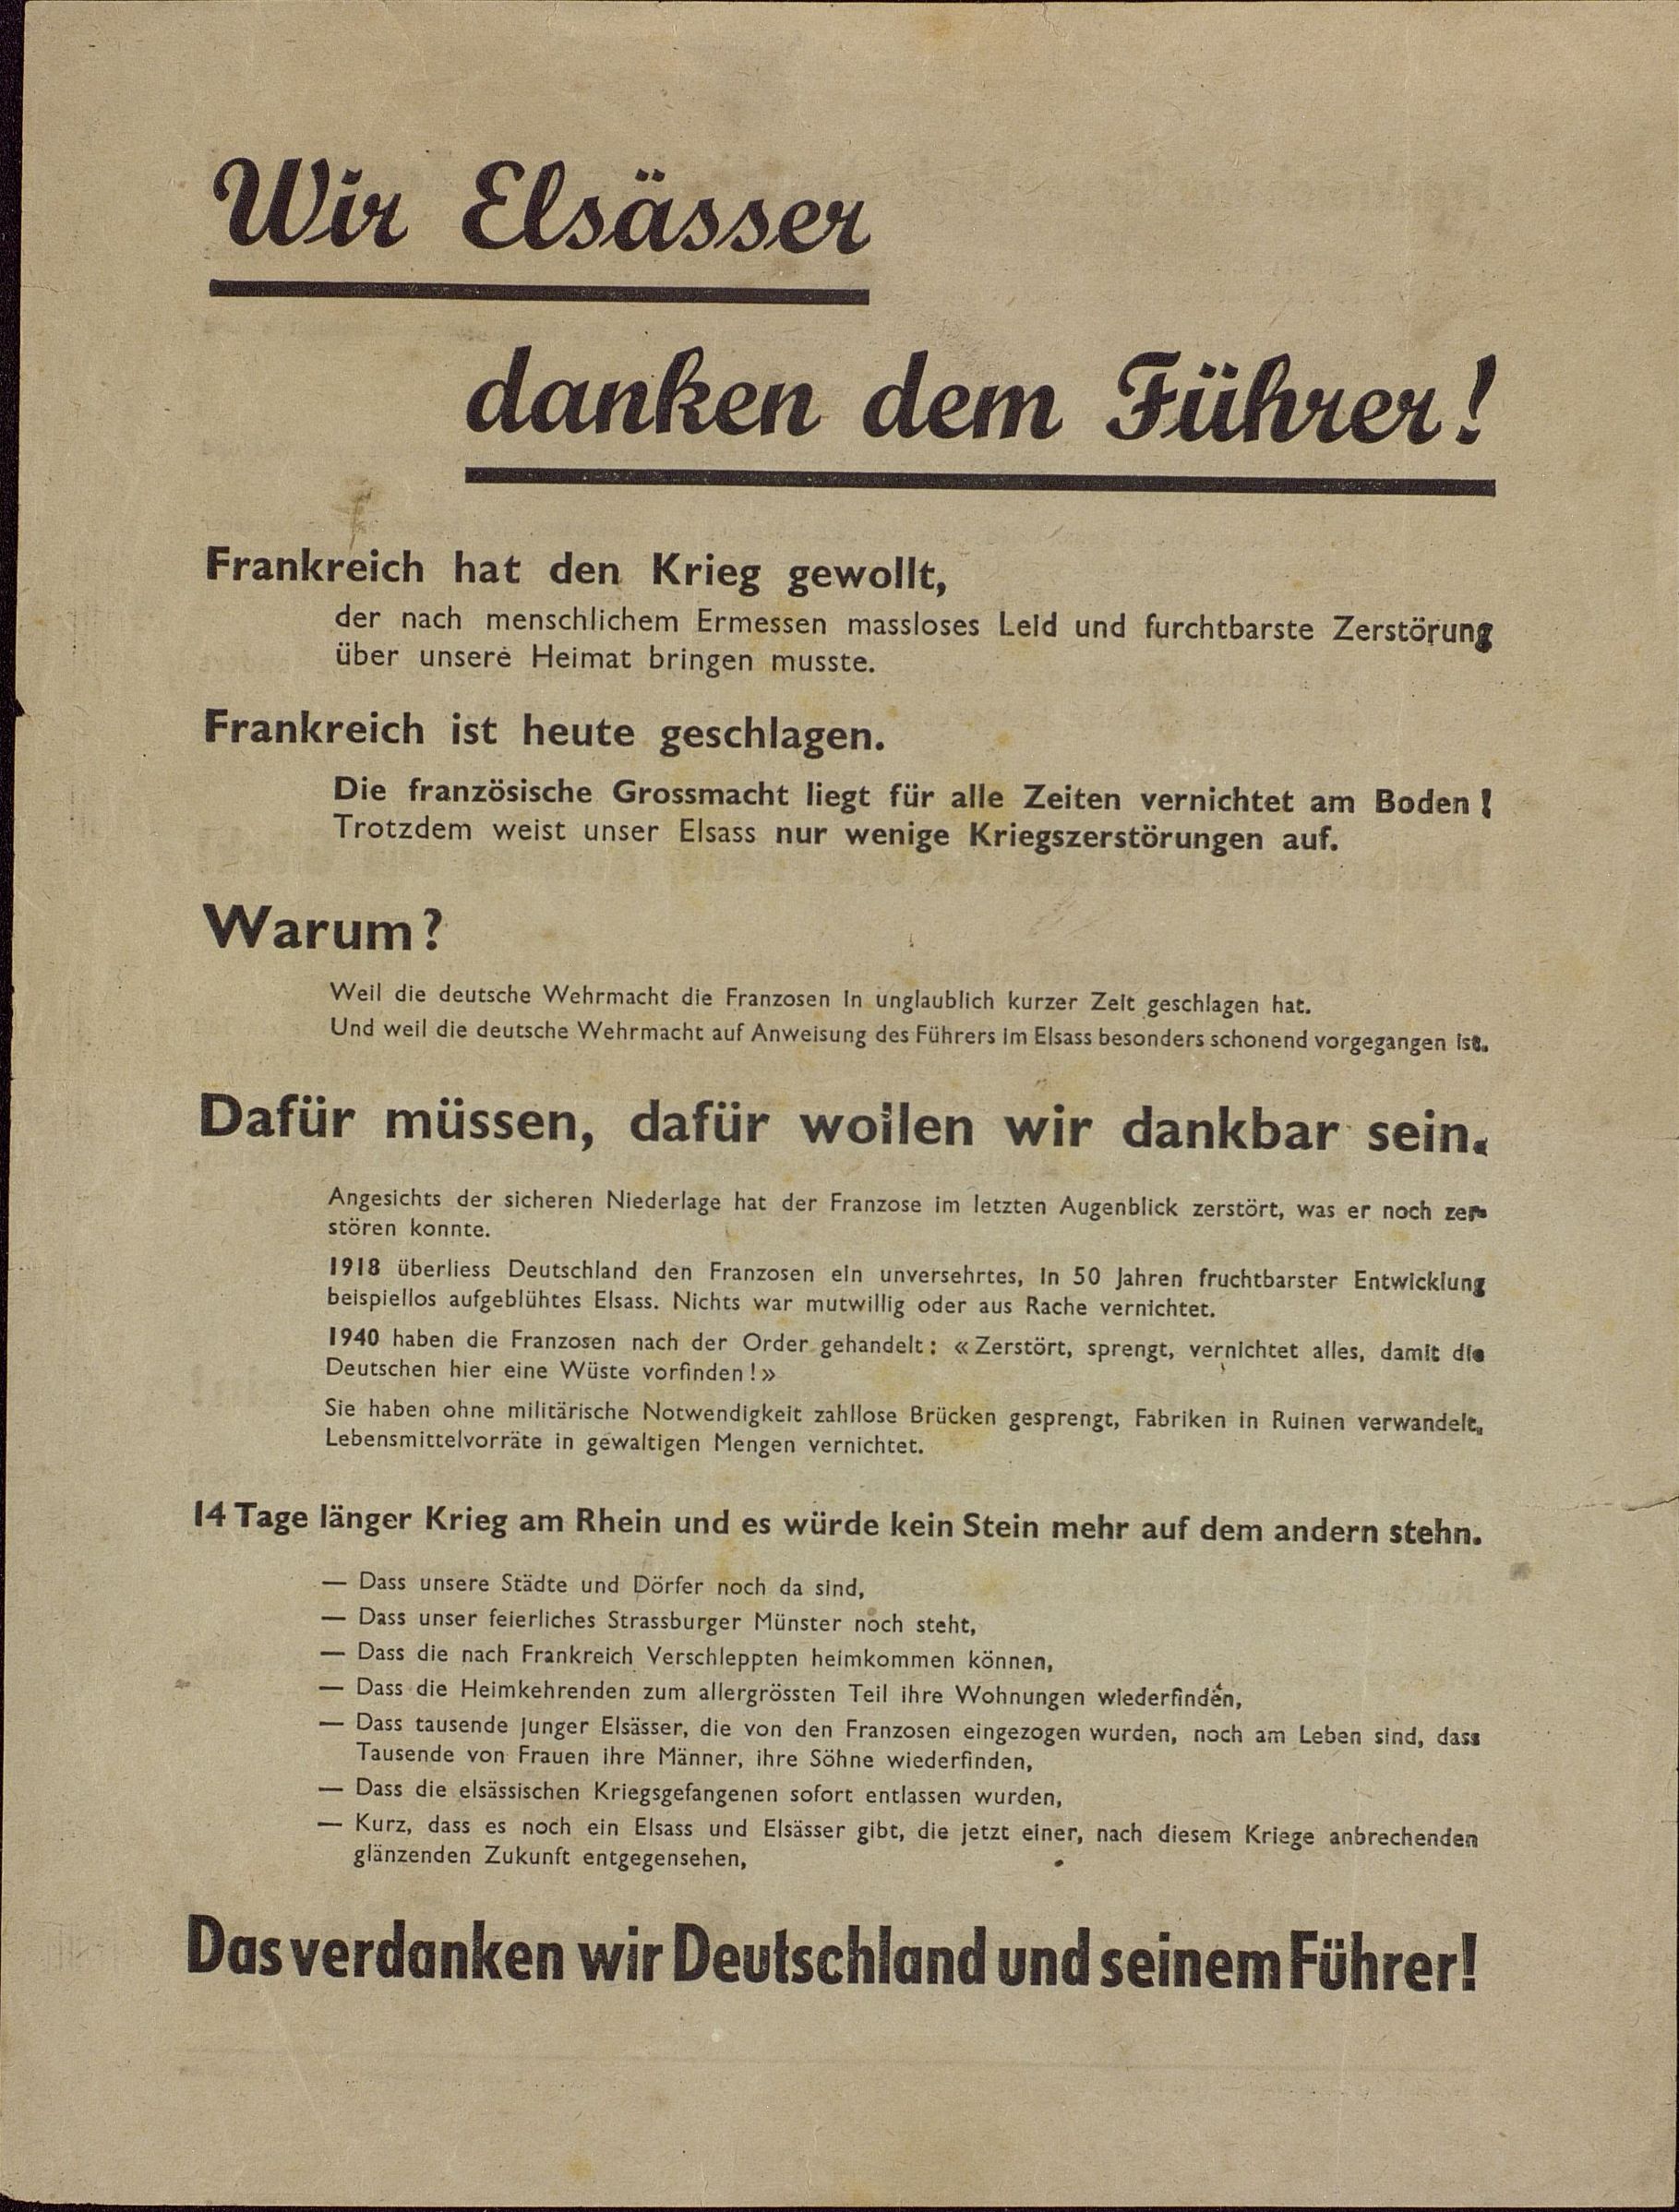 Wir Elsässer
danken dem Führer!
Frankreich hat den Krieg gewollt,
der nach menschlichem Ermessen massloses Leid und furchtbarste Zerstörung
über unsere Heimat bringen musste.
Frankreich ist heute geschlagen.
Die französische Grossmacht liegt für alle Zeiten vernichtet am Boden!
Trotzdem weist unser Elsass nur wenige Kriegszerstörungen auf.
Warum?
Weil die deutsche Wehrmacht die Franzosen in unglaublich kurzer Zeit geschlagen hat.
Und weil die deutsche Wehrmacht auf Anweisung des Führers im Elsass besonders schonend vorgegangen ist.
Dafür müssen, dafür wollen wir dankbar sein.
Angesichts der sicheren Niederlage hat der Franzose im letzten Augenblick zerstört, was er noch zer-
stören konnte.
1918 überliess Deutschland den Franzosen ein unversehrtes, in 50 Jahren fruchtbarster Entwicklung
beispiellos aufgeblühtes Elsass. Nichts war mutwillig oder aus Rache vernichtet.
1940 haben die Franzosen nach der Order gehandelt: «Zerstört, sprengt, vernichtet alles, damit die
Deutschen hier eine Wüste vorfinden!»
Sie haben ohne militärische Notwendigkeit zahllose Brücken gesprengt, Fabriken in Ruinen verwandelt,
Lebensmittelvorräte in gewaltigen Mengen vernichtet.
14 Tage länger Krieg am Rhein und es würde kein Stein mehr auf dem andern stehn.
— Dass unsere Städte und Dörfer noch da sind,
— Dass unser feierliches Strassburger Münster noch steht,
— Dass die nach Frankreich Verschleppten heimkommen können,
— Dass die Heimkehrenden zum allergrössten Teil ihre Wohnungen wiederfinden,
— Dass tausende junger Elsässer, die von den Franzosen eingezogen wurden, noch am Leben sind, dass
Tausende von Frauen ihre Männer, ihre Söhne wiederfinden,
— Dass die elsässischen Kriegsgefangenen sofort entlassen wurden,
— Kurz, dass es noch ein Elsass und Elsässer gibt, die jetzt einer, nach diesem Kriege anbrechenden
glänzenden Zukunft entgegensehen,
Das verdanken wir Deutschland und seinem Führer!